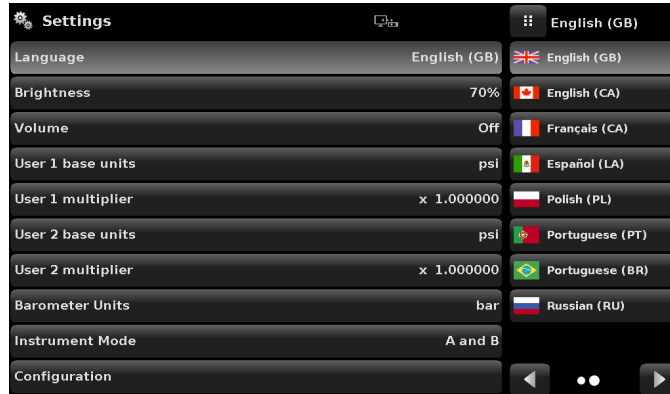 Settings
English (GB)
Language English (GB)
Brightness 70%
Volume Off
User 1 base units psi
User 1 multiplier x 1.000000
User 2 base units psi
User 2 multiplier x 1.000000
Barometer Units bar
Instrument Mode A and B
Configuration
English (GB)
English (CA)
Français (CA)
Español (LA)
Polish (PL)
Portuguese (PT)
Portuguese (BR)
Russian (RU)